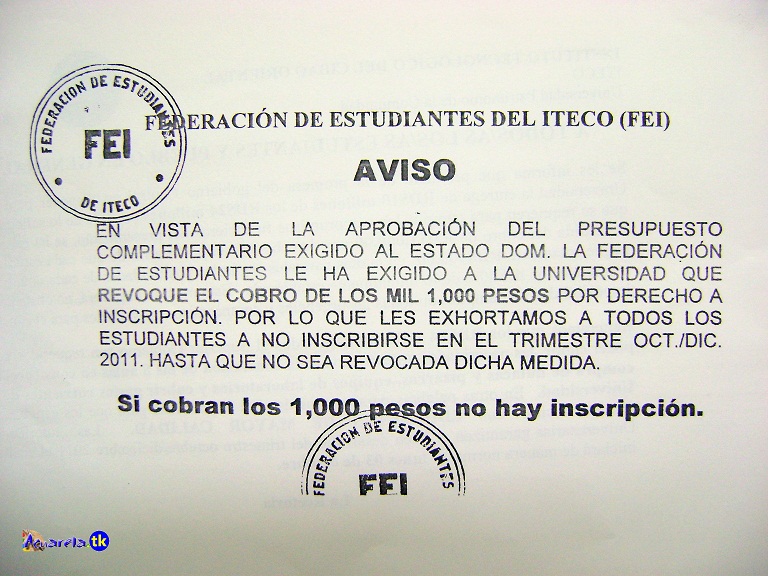 FEDERACION DE ESTUDIANTES
FEI
DE ITECO
FEDERACIÓN DE ESTUDIANTES DEL ITECO (FEI)
AVISO
EN VISTA DE LA APROBACIÓN DEL PRESUPUESTO
COMPLEMENTARIO EXIGIDO AL ESTADO DOM. LA FEDERACIÓN
DE ESTUDIANTES LE HA EXIGIDO A LA UNIVERSIDAD QUE
REVOQUE EL COBRO DE LOS MIL 1,000 PESOS POR DERECHO A
INSCRIPCIÓN. POR LO QUE LES EXHORTAMOS A TODOS LOS
ESTUDIANTES A NO INSCRIBIRSE EN EL TRIMESTRE OCT./DIC.
2011. HASTA QUE NO SEA REVOCADA DICHA MEDIDA.
Si cobran los 1,000 pesos no hay inscripción.
FEDERACION DE ESTUDIANTES
FEI
Aquarela tk